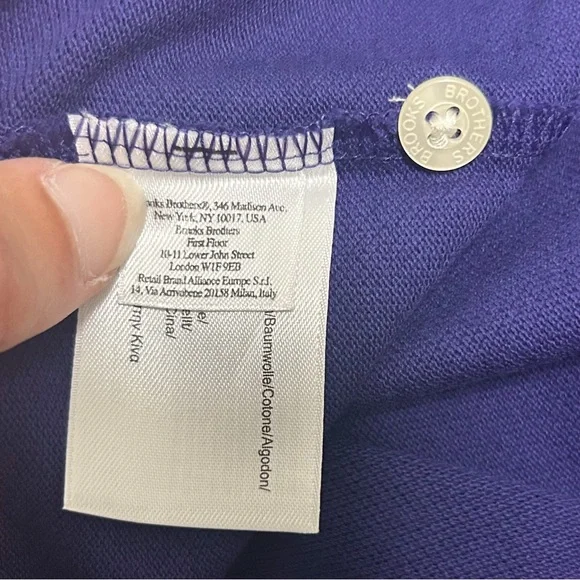 Brooks Brothers®, 346 Madison Ave,
New York, NY 10017, USA
Brooks Brothers
First Floor
10-11 Lower John Street
London W1F 9EB
Retail Brand Alliance Europe S.r.l.
14, Via Arrivabene 20158 Milan, Italy
/Baumwolle/Cotone/Algodon/
BROOKS BROTHERS